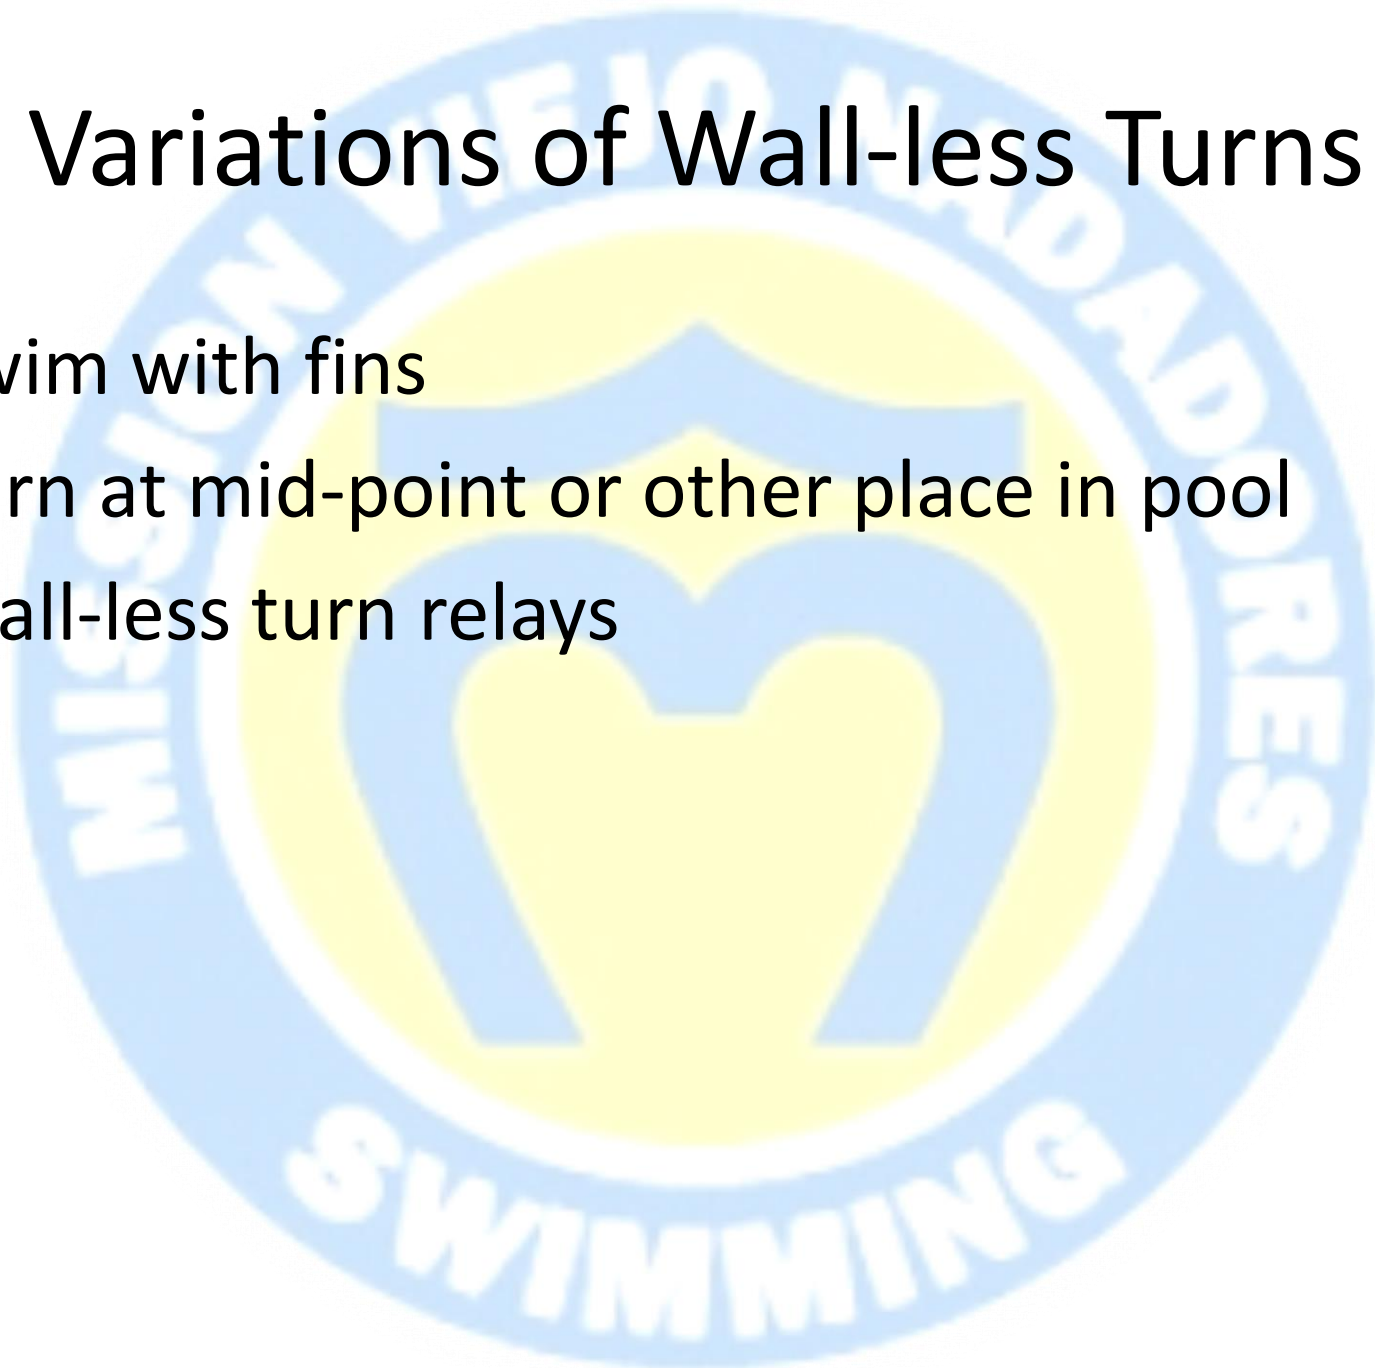 Variations of Wall-less Turns
wim with fins
rn at mid-point or other place in pool
all-less turn relays
MISSION VIEJO NADADORES
SWIMMING